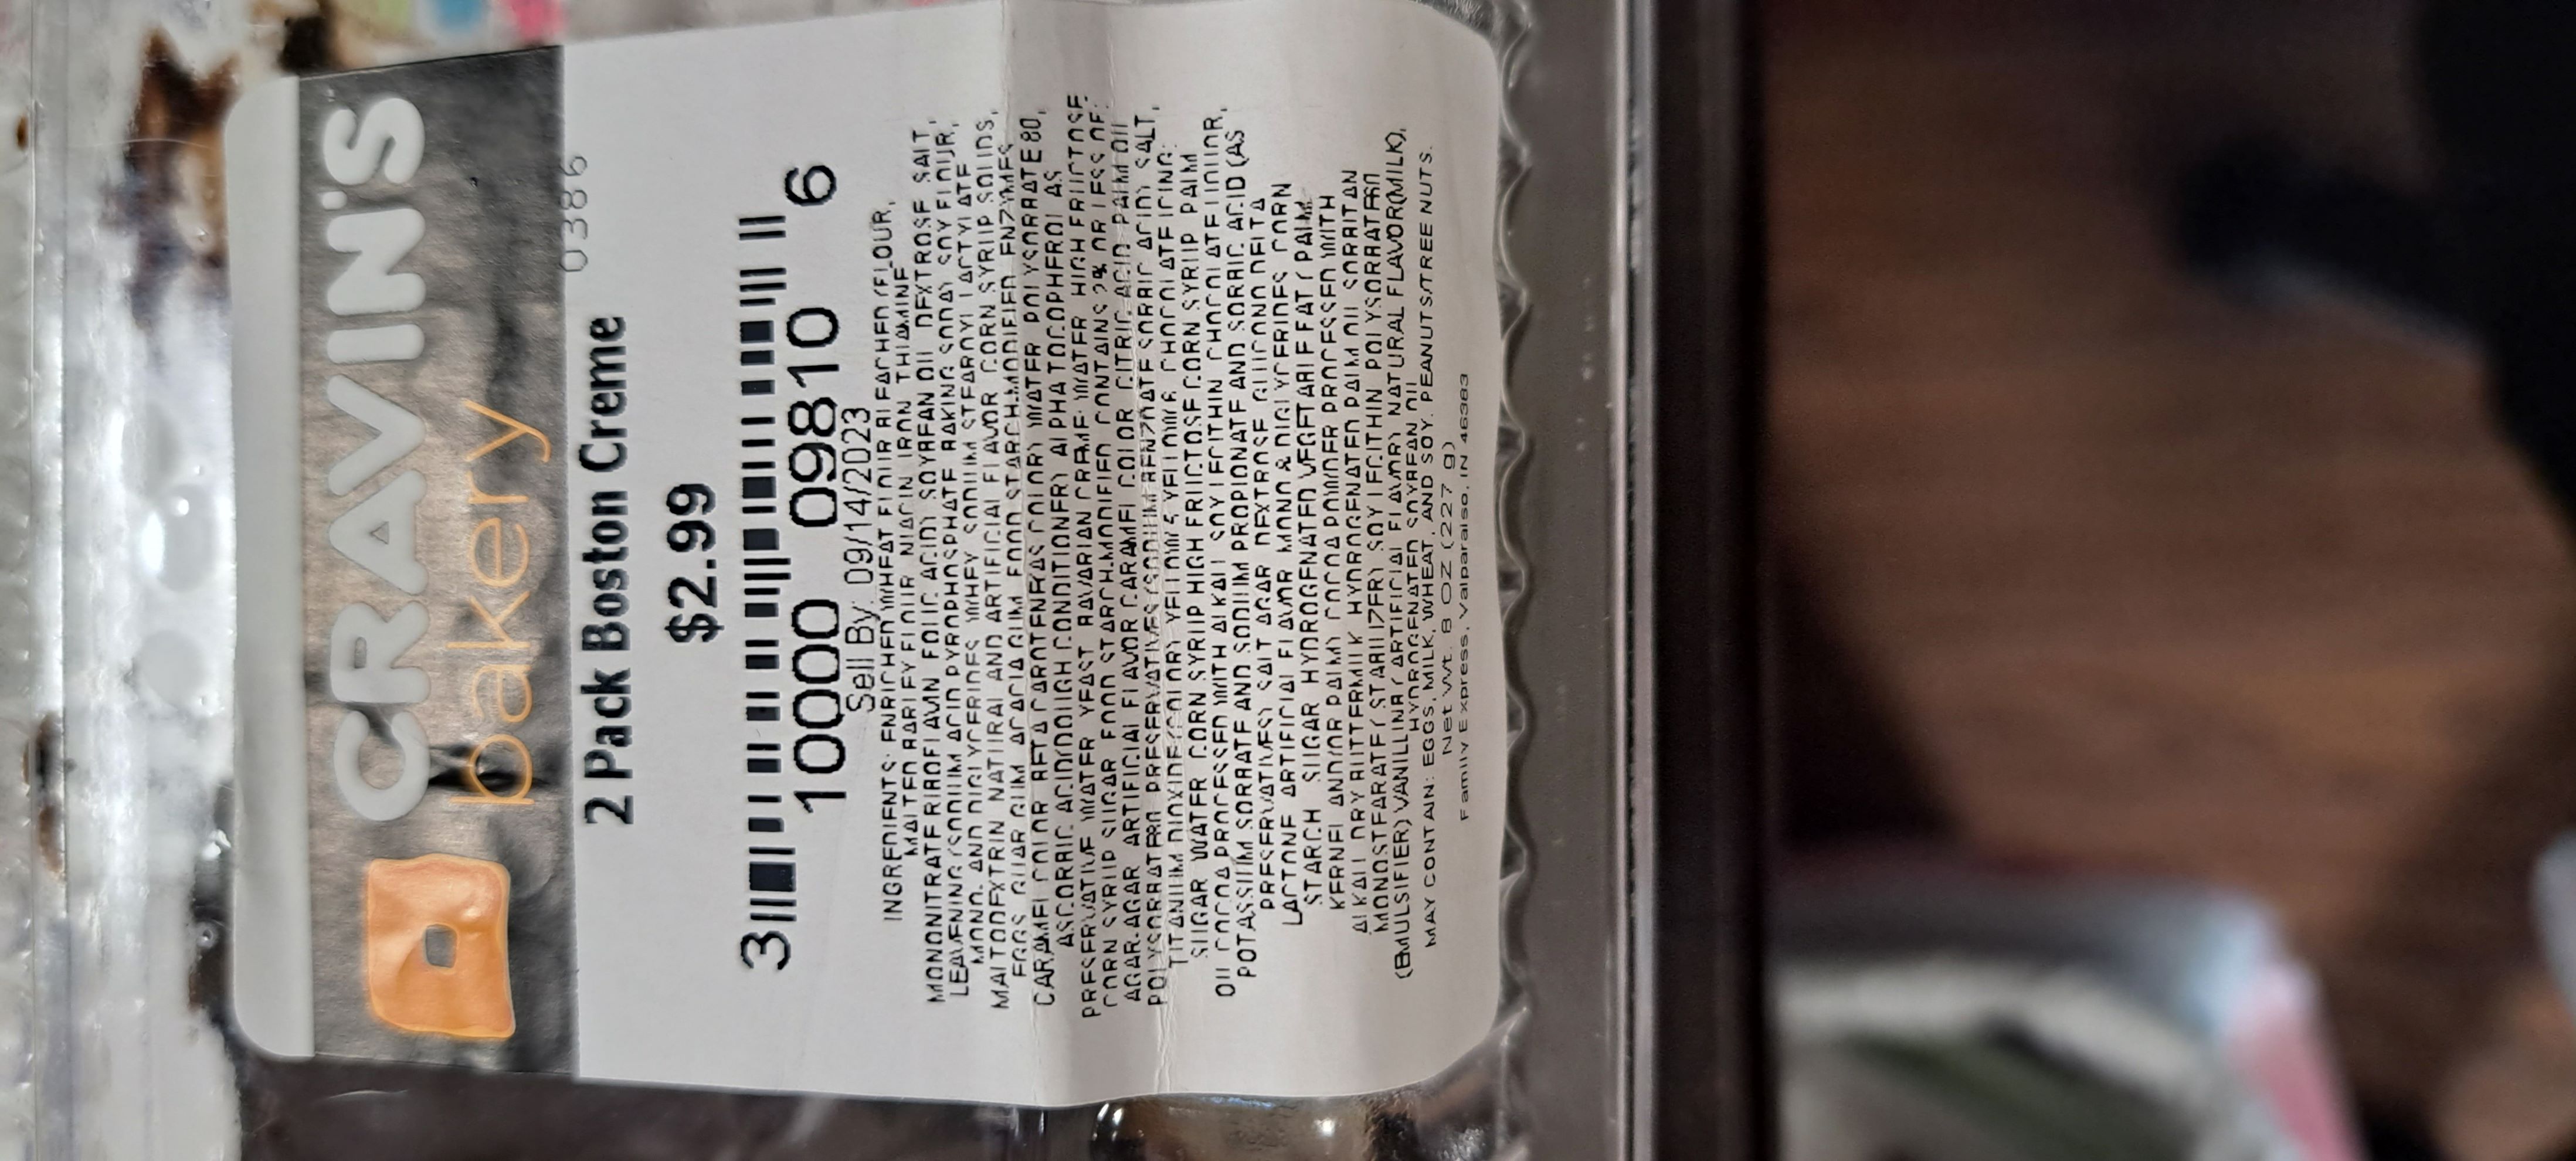 CRAVIN'S
bakery
0386
2 Pack Boston Creme
$2.99
3 10000 09810 6
Sell By: 09/14/2023
INGREDIENTS: ENRICHED WHEAT FLOUR BLEACHED (FLOUR,
MALTED BARLEY FLOUR NIACIN IRON THIAMINE
MONONITRATE RIBOFLAVIN FOLIC ACID) SOYBEAN OIL DEXTROSE SALT,
LEAVENING (SODIUM ACID PYROPHOSPHATE BAKING SODA) SOY FLOUR,
MONO AND DIGLYCERIDES WHEY SODIUM STEAROYL LACTYLATE
MALTODEXTRIN NATURAL AND ARTIFICIAL FLAVOR CORN SYRUP SOLIDS,
EGGS GUAR GUM ACACIA GUM FOOD STARCH-MODIFIED ENZYMES
CARAMEL COLOR BETA CAROTENE(AS COLOR) WATER POLYSORBATE 80,
ASCORBIC ACID(DOUGH CONDITIONER) ALPHA TOCOPHEROL AS
PRESERVATIVE WATER YEAST BAVARIAN CREME: WATER HIGH FRUCTOSE
CORN SYRUP SUGAR FOOD STARCH-MODIFIED CONTAINS 2% OR LESS OF:
AGAR-AGAR ARTIFICIAL FLAVOR CARAMEL COLOR CITRIC ACID PALM OIL
POLYSORBATE60 PRESERVATIVES (SODIUM BENZOATE SORBIC ACID) SALT,
TITANIUM DIOXIDE(COLOR) YELLOW 5 YELLOW 6 CHOCOLATE ICING:
SUGAR WATER CORN SYRUP HIGH FRUCTOSE CORN SYRUP PALM
OIL COCOA PROCESSED WITH ALKALI SOY LECITHIN CHOCOLATE LIQUOR,
POTASSIUM SORBATE AND SODIUM PROPIONATE AND SORBIC ACID (AS
PRESERVATIVES) SALT AGAR DEXTROSE GLUCONO DELTA
LACTONE ARTIFICIAL FLAVOR MONO & DIGLYCERIDES CORN
STARCH SUGAR HYDROGENATED VEGETABLE FAT ( PALM
KERNEL AND/OR PALM) COCOA POWDER PROCESSED WITH
ALKALI DRY BUTTERMILK HYDROGENATED PALM OIL SORBITAN
MONOSTEARATE ( STABILIZER) SOY LECITHIN POLYSORBATE60
(EMULSIFIER) VANILLIN A ( ARTIFICIAL FLAVOR) NATURAL FLAVOR(MILK),
HYDROGENATED SOYBEAN OIL
MAY CONTAIN: EGGS, MILK, WHEAT, AND SOY. PEANUTS/TREE NUTS.
Net Wt. 8 OZ (227 g)
Family Express, Valparaiso, IN 46383